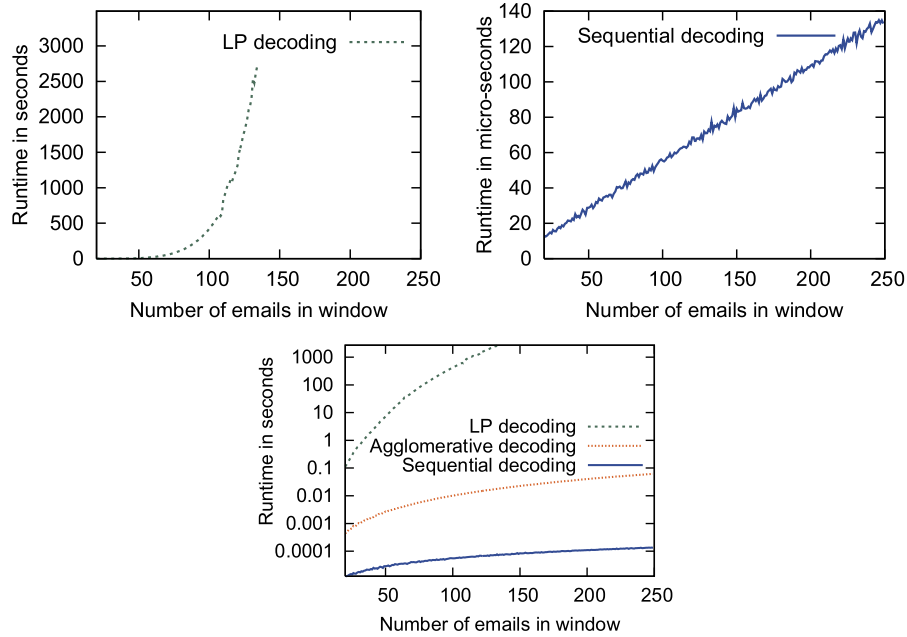 LP decoding
3000
2500
2000
1500
1000
500
0
50 100 150 200 250
Runtime in seconds
Number of emails in window
Sequential decoding
140
120
100
80
60
40
20
0
50 100 150 200 250
Runtime in micro-seconds
Number of emails in window
1000
100
10
1
0.1
0.01
0.001
0.0001
LP decoding
Agglomerative decoding
Sequential decoding
50 100 150 200 250
Runtime in seconds
Number of emails in window